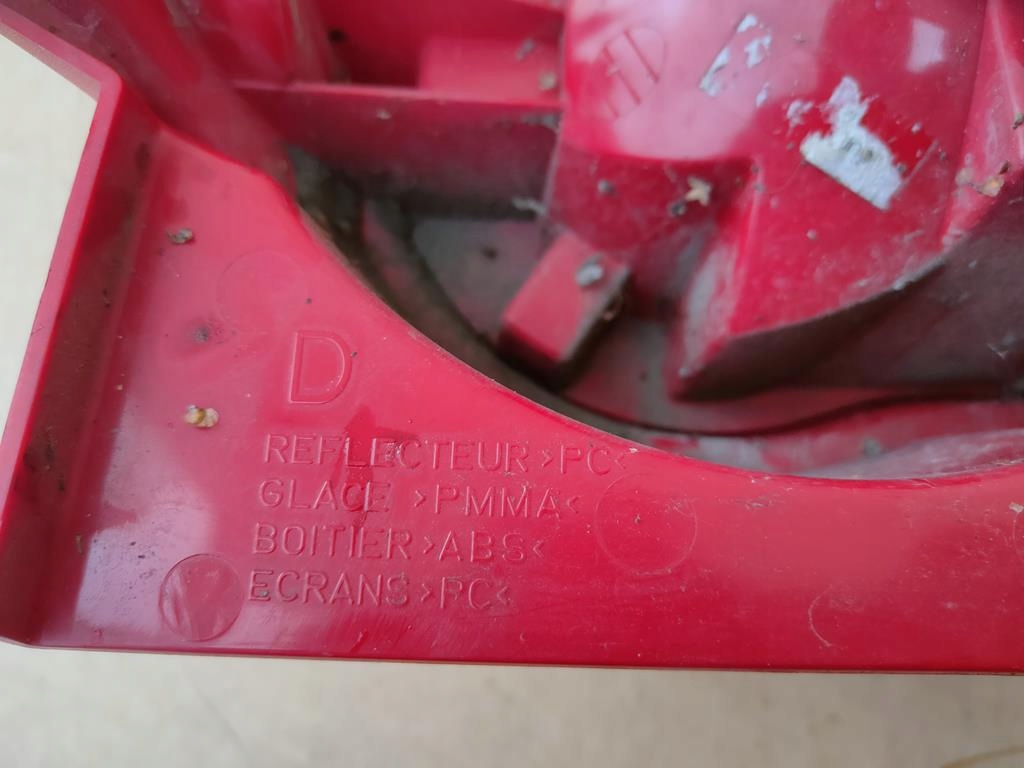 D
REFLECTEUR >PC<
GLACE >PMMA<
BOITIER >ABS<
ECRANS >PC<